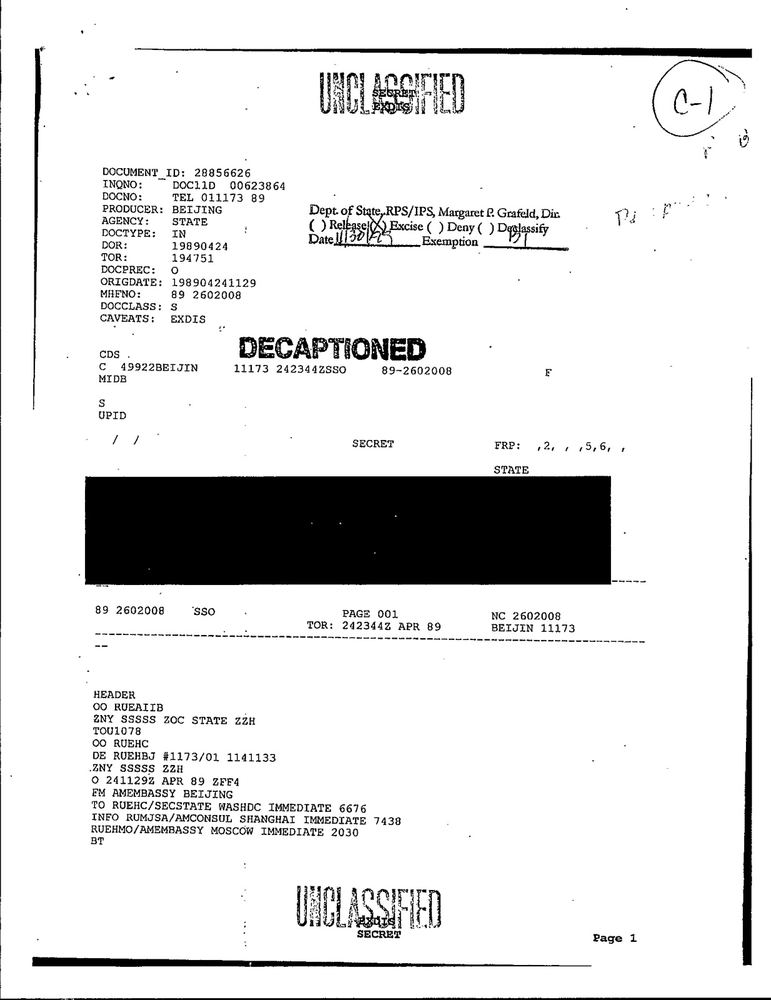 UNCLASSIFIED
SECRET
EXDIS
C-1
DOCUMENT_ID: 28856626
INQNO: DOC11D 00623864
DOCNO: TEL 011173 89
PRODUCER: BEIJING
AGENCY: STATE
DOCTYPE: IN
DOR: 19890424
TOR: 194751
DOCPREC: O
ORIGDATE: 198904241129
MHFNO: 89 2602008
DOCCLASS: S
CAVEATS: EXDIS
Dept. of State, RPS/IPS, Margaret P. Grafeld, Dir.
( ) Release (X) Excise ( ) Deny ( ) Declassify
Date Exemption B1
DECAPTIONED
CDS
C 49922BEIJIN 11173 242344ZSSO 89-2602008 F
MIDB
S
UPID
/ / SECRET FRP: ,2, , ,5,6, ,
STATE
-----
--
89 2602008 SSO PAGE 001 NC 2602008
TOR: 242344Z APR 89 BEIJIN 11173
--
HEADER
OO RUEAIIB
ZNY SSSSS ZOC STATE ZZH
TOU1078
OO RUEHC
DE RUEHBJ #1173/01 1141133
ZNY SSSSS ZZH
O 241129Z APR 89 ZFF4
FM AMEMBASSY BEIJING
TO RUEHC/SECSTATE WASHDC IMMEDIATE 6676
INFO RUMJSA/AMCONSUL SHANGHAI IMMEDIATE 7438
RUEHMO/AMEMBASSY MOSCOW IMMEDIATE 2030
BT
UNCLASSIFIED
EXDIS
SECRET
Page 1